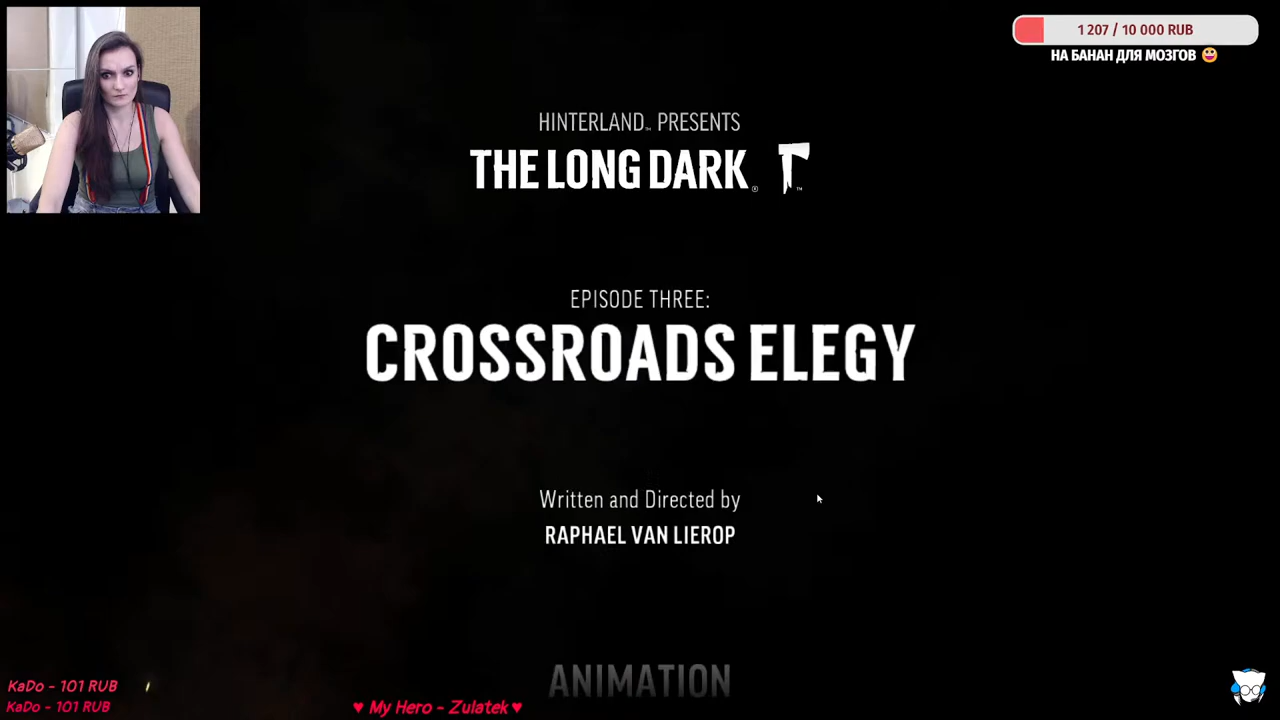 1 207 / 10 000 RUB
НА БАНАН ДЛЯ МОЗГОВ
HINTERLAND™ PRESENTS
THE LONG DARK®
EPISODE THREE:
CROSSROADS ELEGY
Written and Directed by
RAPHAEL VAN LIEROP
ANIMATION
KaDo - 101 RUB
KaDo - 101 RUB
♥ My Hero - Zulatek ♥